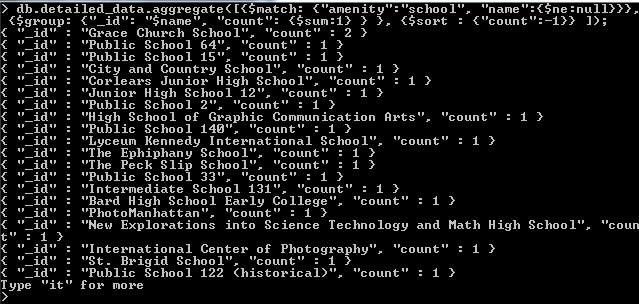 > db.detailed_data.aggregate([{$match: {"amenity":"school", "name":{$ne:null}}},
 {$group: {"_id": "$name", "count": {$sum:1} } }, {$sort : {"count":-1}} ]);
{ "_id" : "Grace Church School", "count" : 2 }
{ "_id" : "Public School 64", "count" : 1 }
{ "_id" : "Public School 15", "count" : 1 }
{ "_id" : "City and Country School", "count" : 1 }
{ "_id" : "Corlears Junior High School", "count" : 1 }
{ "_id" : "Junior High School 12", "count" : 1 }
{ "_id" : "Public School 2", "count" : 1 }
{ "_id" : "High School of Graphic Communication Arts", "count" : 1 }
{ "_id" : "Public School 140", "count" : 1 }
{ "_id" : "Lyceum Kennedy International School", "count" : 1 }
{ "_id" : "The Ephiphany School", "count" : 1 }
{ "_id" : "The Peck Slip School", "count" : 1 }
{ "_id" : "Public School 33", "count" : 1 }
{ "_id" : "Intermediate School 131", "count" : 1 }
{ "_id" : "Bard High School Early College", "count" : 1 }
{ "_id" : "PhotoManhattan", "count" : 1 }
{ "_id" : "New Explorations into Science Technology and Math High School", "coun
t" : 1 }
{ "_id" : "International Center of Photography", "count" : 1 }
{ "_id" : "St. Brigid School", "count" : 1 }
{ "_id" : "Public School 122 (historical)", "count" : 1 }
Type "it" for more
>